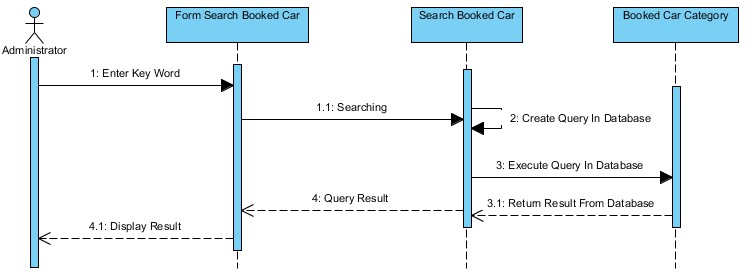 Administrator
Form Search Booked Car
Search Booked Car
Booked Car Category
1: Enter Key Word
1.1: Searching
2: Create Query In Database
3: Execute Query In Database
3.1: Return Result From Database
4: Query Result
4.1: Display Result